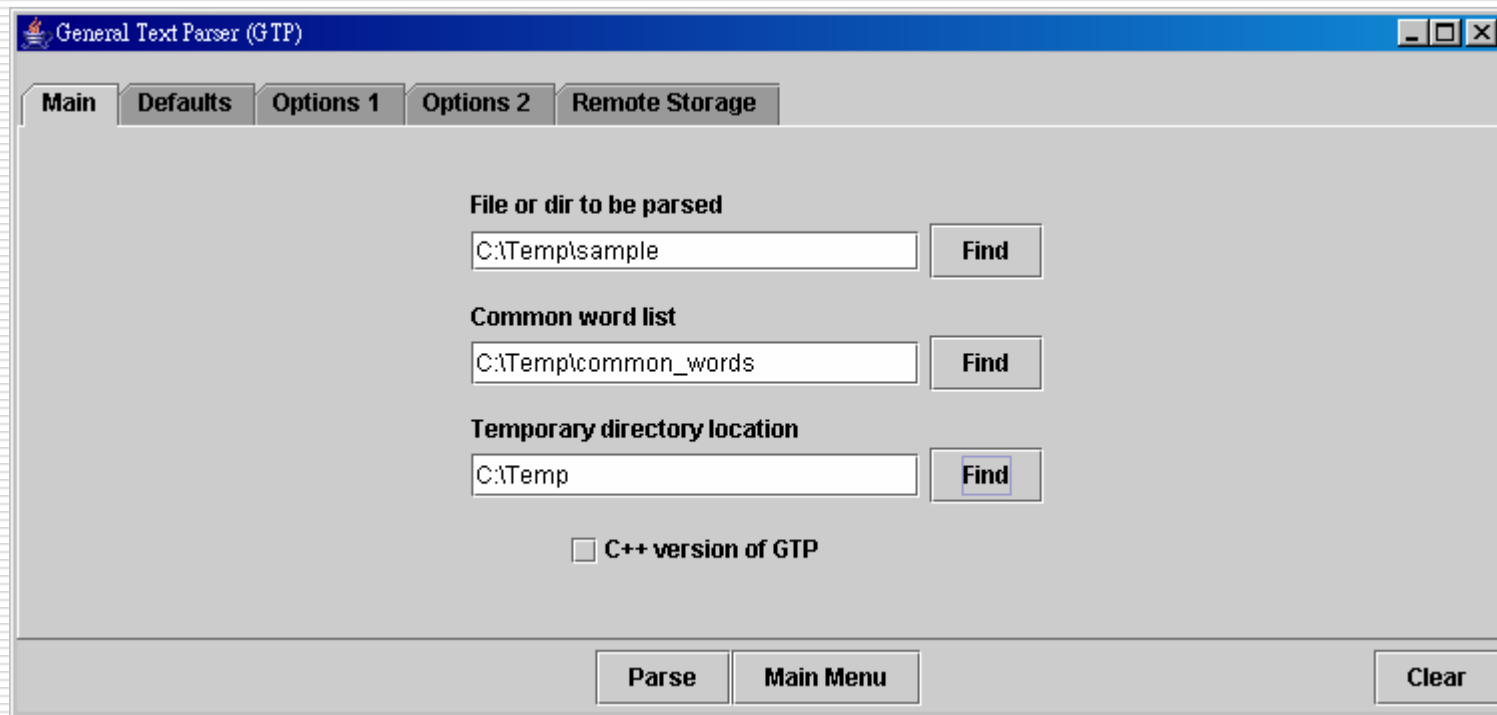 General Text Parser (GTP)
Main Defaults Options 1 Options 2 Remote Storage
File or dir to be parsed
C:\Temp\sample Find
Common word list
C:\Temp\common_words Find
Temporary directory location
C:\Temp Find
C++ version of GTP
Parse Main Menu Clear